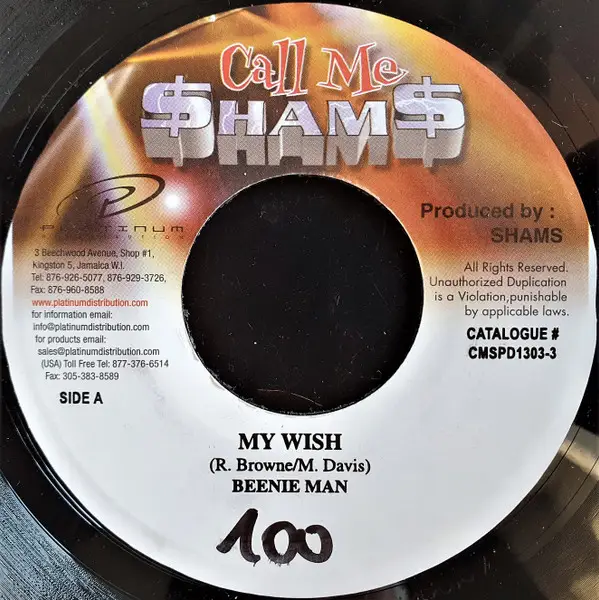 Call Me
$HAM$
PLATINUM
3 Beechwood Avenue, Shop #1,
Kingston 5, Jamaica W.I.
Tel: 876-926-5077, 876-929-3726,
Fax: 876-960-8588
www.platinumdistribution.com
for information email:
info@platinumdistribution.com
for products email:
sales@platinumdistribution.com
(USA) Toll Free Tel: 877-376-6514
Fax: 305-383-8589
SIDE A
Produced by :
SHAMS
All Rights Reserved.
Unauthorized Duplication
is a Violation,punishable
by applicable laws.
CATALOGUE #
CMSPD1303-3
MY WISH
(R. Browne/M. Davis)
BEENIE MAN
100